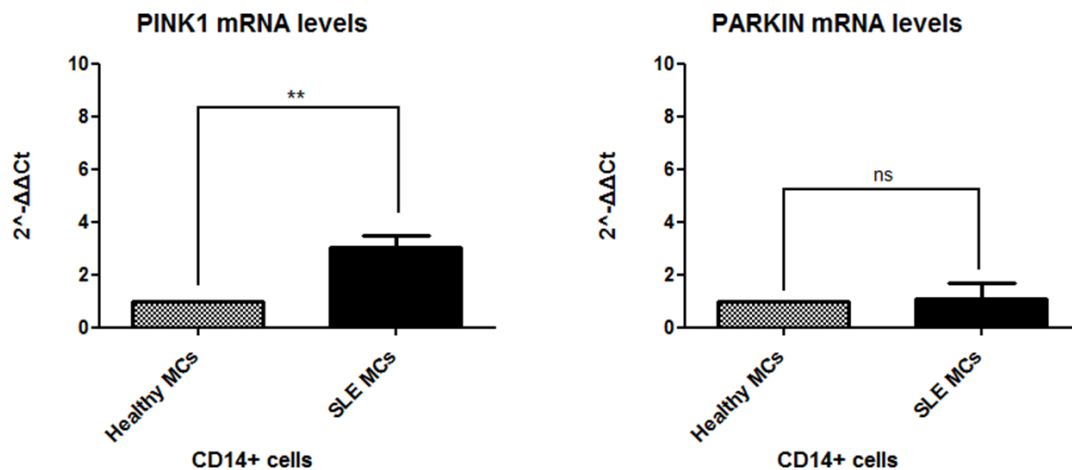 PINK1 mRNA levels
10
8
6
4
2
0
2^-ΔΔCt
**
Healthy MCs
SLE MCs
CD14+ cells
PARKIN mRNA levels
10
8
6
4
2
0
2^-ΔΔCt
ns
Healthy MCs
SLE MCs
CD14+ cells